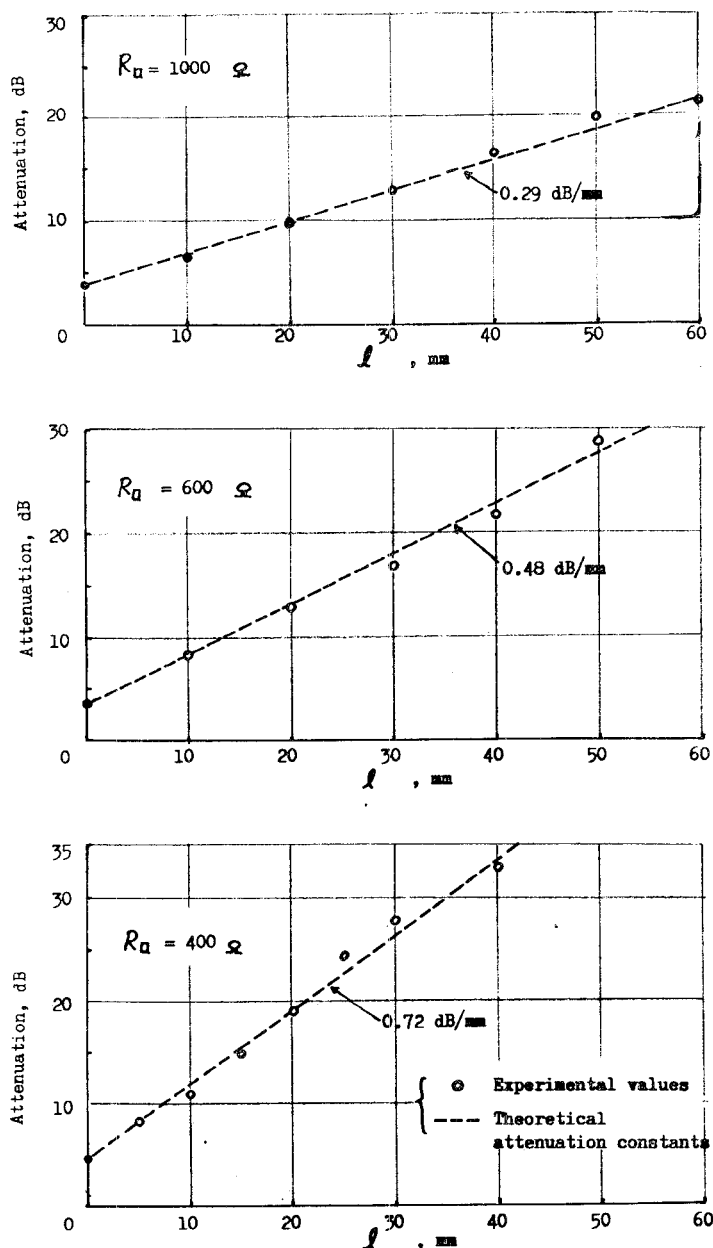 30
R□ = 1000 Ω
20
Attenuation, dB
0.29 dB/mm
10
0
10 20 30 40 50 60
ℓ , mm
30
R□ = 600 Ω
20
Attenuation, dB
0.48 dB/mm
10
0
10 20 30 40 50 60
ℓ , mm
35
30
R□ = 400 Ω
Attenuation, dB
20
0.72 dB/mm
Experimental values
10
Theoretical
attenuation constants
0
10 20 30 40 50 60
ℓ , mm